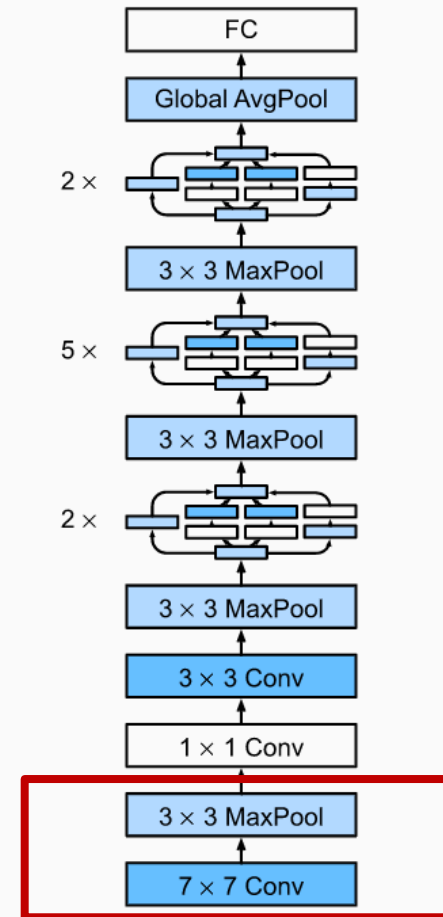 FC
Global AvgPool
2 ×
3 × 3 MaxPool
5 ×
3 × 3 MaxPool
2 ×
3 × 3 MaxPool
3 × 3 Conv
1 × 1 Conv
3 × 3 MaxPool
7 × 7 Conv